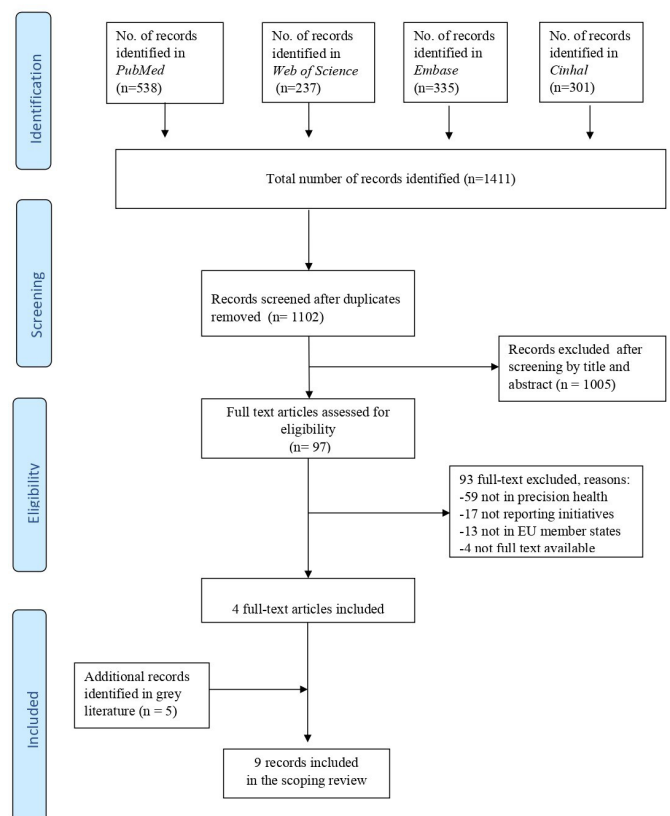 Identification
No. of records
identified in
PubMed
(n=538)
No. of records
identified in
Web of Science
(n=237)
No. of records
identified in
Embase
(n=335)
No. of records
identified in
Cinhal
(n=301)
Total number of records identified (n=1411)
Screening
Records screened after duplicates
removed (n= 1102)
Records excluded after
screening by title and
abstract (n = 1005)
Eligibility
Full text articles assessed for
eligibility
(n= 97)
93 full-text excluded, reasons:
-59 not in precision health
-17 not reporting initiatives
-13 not in EU member states
-4 not full text available
4 full-text articles included
Included
Additional records
identified in grey
literature (n = 5)
9 records included
in the scoping review